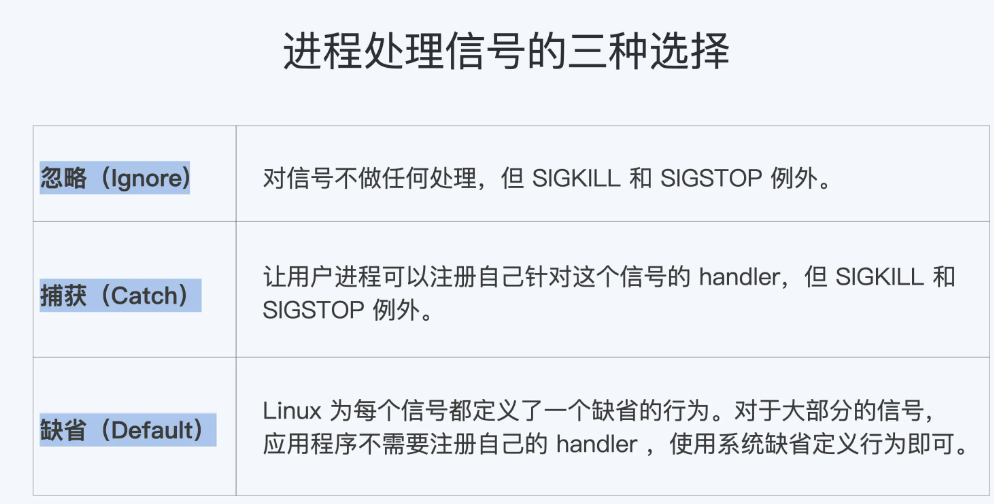 进程处理信号的三种选择
忽略（Ignore)
对信号不做任何处理，但 SIGKILL 和 SIGSTOP 例外。
捕获（Catch）
让用户进程可以注册自己针对这个信号的 handler，但 SIGKILL 和
SIGSTOP 例外。
缺省（Default）
Linux 为每个信号都定义了一个缺省的行为。对于大部分的信号，
应用程序不需要注册自己的 handler ，使用系统缺省定义行为即可。